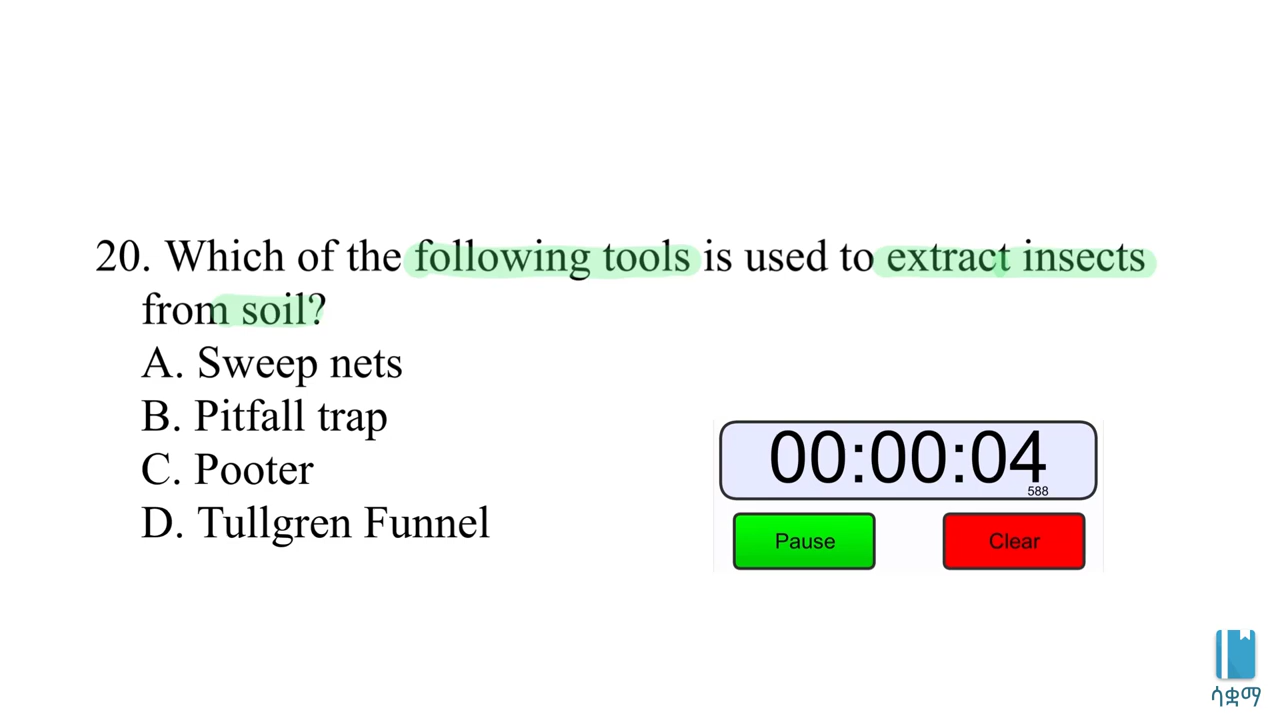 20. Which of the following tools is used to extract insects
from soil?
A. Sweep nets
B. Pitfall trap
C. Pooter
D. Tullgren Funnel
00:00:04
588
Pause
Clear
ሳቋማ